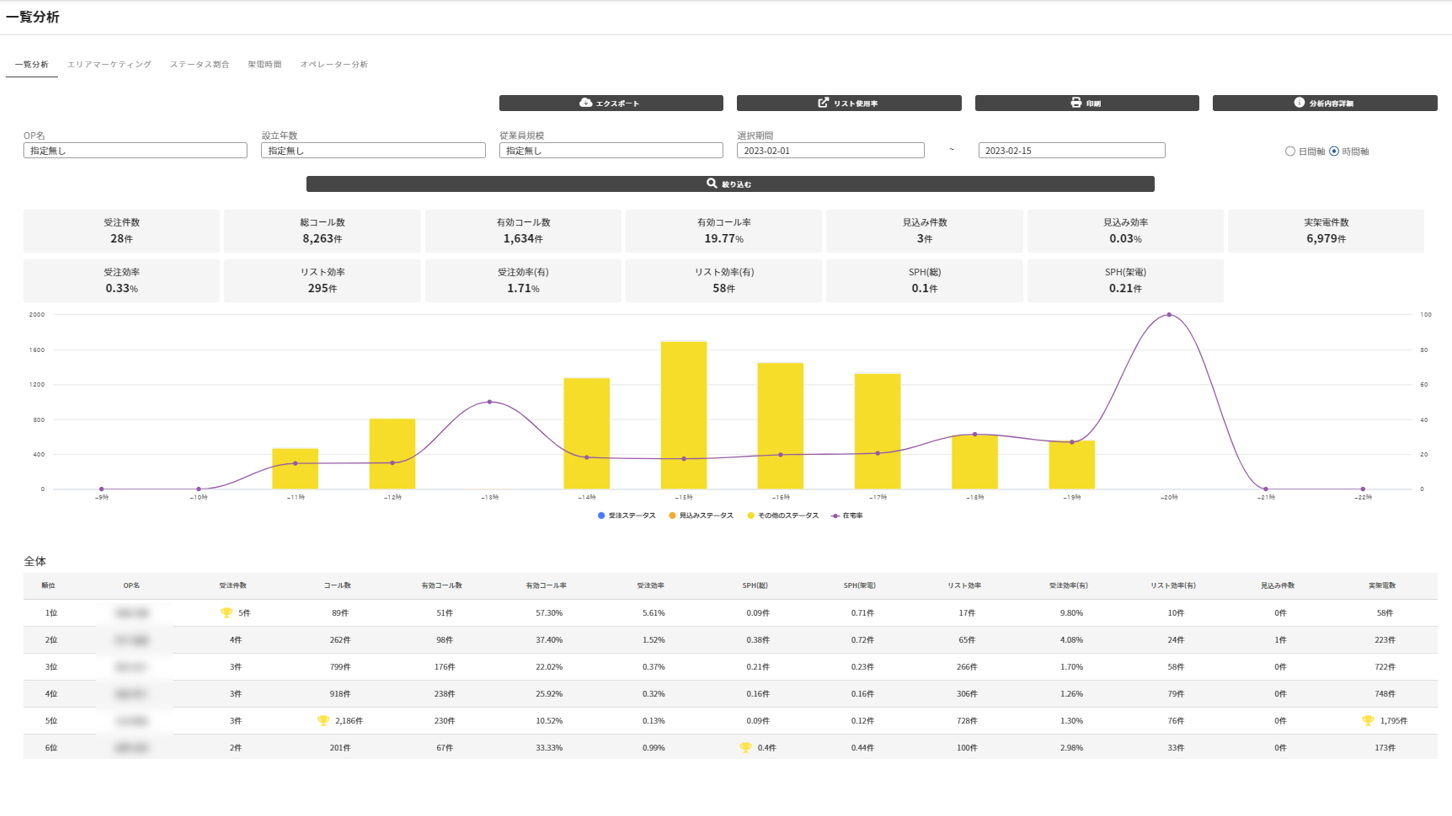 一覧分析
一覧分析 エリアマーケティング ステータス割合 架電時間 オペレーター分析
エクスポート リスト使用率 印刷 分析内容詳細
OP名 設立年数 従業員規模 選択期間
指定無し 指定無し 指定無し 2023-02-01 ~ 2023-02-15 日間軸 時間軸
絞り込む
受注件数 総コール数 有効コール数 有効コール率 見込み件数 見込み効率 実架電件数
28件 8,263件 1,634件 19.77% 3件 0.03% 6,979件
受注効率 リスト効率 受注効率(有) リスト効率(有) SPH(総) SPH(架電)
0.33% 295件 1.71% 58件 0.1件 0.21件
2000 100
1600 80
1200 60
800 40
400 20
0 0
~9時 ~10時 ~11時 ~12時 ~13時 ~14時 ~15時 ~16時 ~17時 ~18時 ~19時 ~20時 ~21時 ~22時
受注ステータス 見込みステータス その他のステータス 在宅率
全体
順位 OP名 受注件数 コール数 有効コール数 有効コール率 受注効率 SPH(総) SPH(架電) リスト効率 受注効率(有) リスト効率(有) 見込み件数 実架電数
1位 5件 89件 51件 57.30% 5.61% 0.09件 0.71件 17件 9.80% 10件 0件 58件
2位 4件 262件 98件 37.40% 1.52% 0.38件 0.72件 65件 4.08% 24件 1件 223件
3位 3件 799件 176件 22.02% 0.37% 0.21件 0.23件 266件 1.70% 58件 0件 722件
4位 3件 918件 238件 25.92% 0.32% 0.16件 0.16件 306件 1.26% 79件 0件 748件
5位 3件 2,186件 230件 10.52% 0.13% 0.09件 0.12件 728件 1.30% 76件 0件 1,795件
6位 2件 201件 67件 33.33% 0.99% 0.4件 0.44件 100件 2.98% 33件 0件 173件